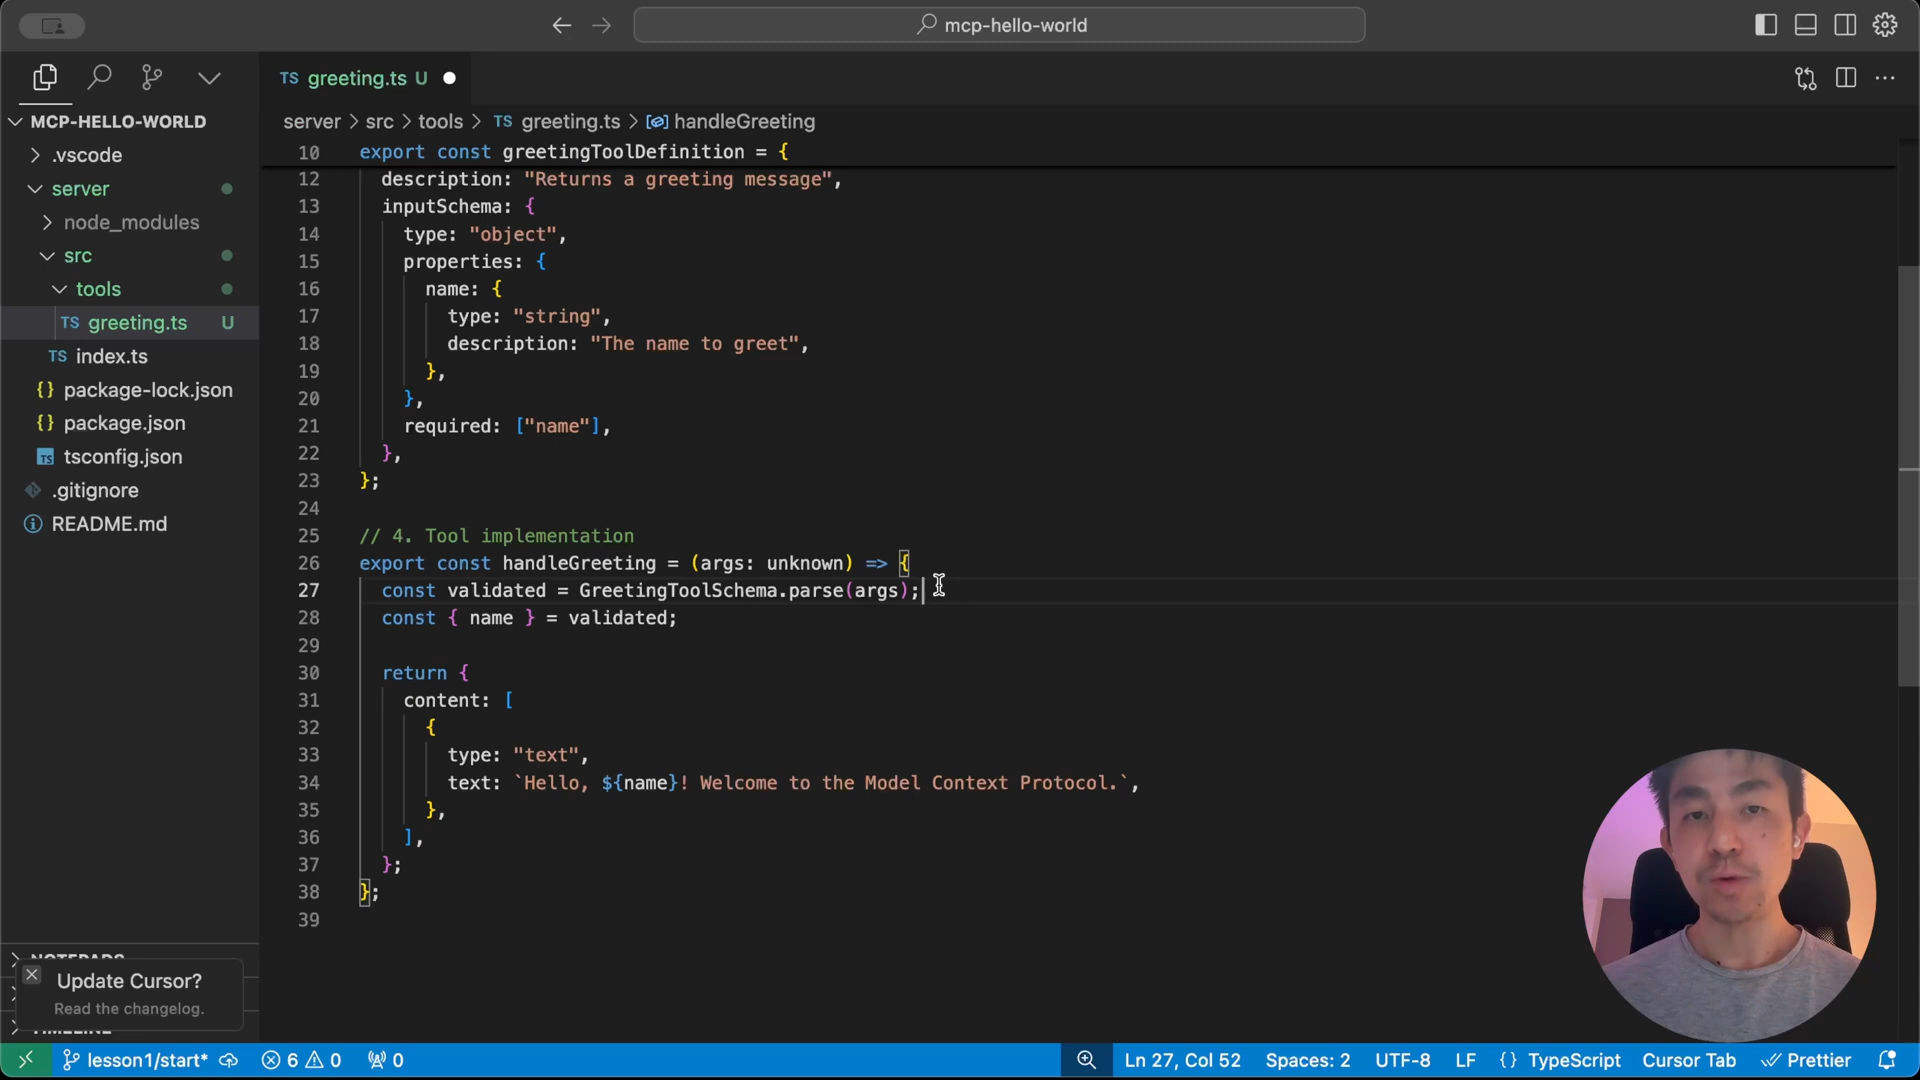 mcp-hello-world
TS greeting.ts U
MCP-HELLO-WORLD
.vscode
server
node_modules
src
tools
TS greeting.ts U
TS index.ts
{} package-lock.json
{} package.json
TS tsconfig.json
.gitignore
README.md
server > src > tools > TS greeting.ts > handleGreeting
10 export const greetingToolDefinition = {
12 description: "Returns a greeting message",
13 inputSchema: {
14 type: "object",
15 properties: {
16 name: {
17 type: "string",
18 description: "The name to greet",
19 },
20 },
21 required: ["name"],
22 },
23 };
24
25 // 4. Tool implementation
26 export const handleGreeting = (args: unknown) => {
27 const validated = GreetingToolSchema.parse(args);
28 const { name } = validated;
29
30 return {
31 content: [
32 {
33 type: "text",
34 text: `Hello, ${name}! Welcome to the Model Context Protocol.`,
35 },
36 ],
37 };
38 };
39
Update Cursor?
Read the changelog.
lesson1/start* 6 0 0
Ln 27, Col 52 Spaces: 2 UTF-8 LF {} TypeScript Cursor Tab Prettier